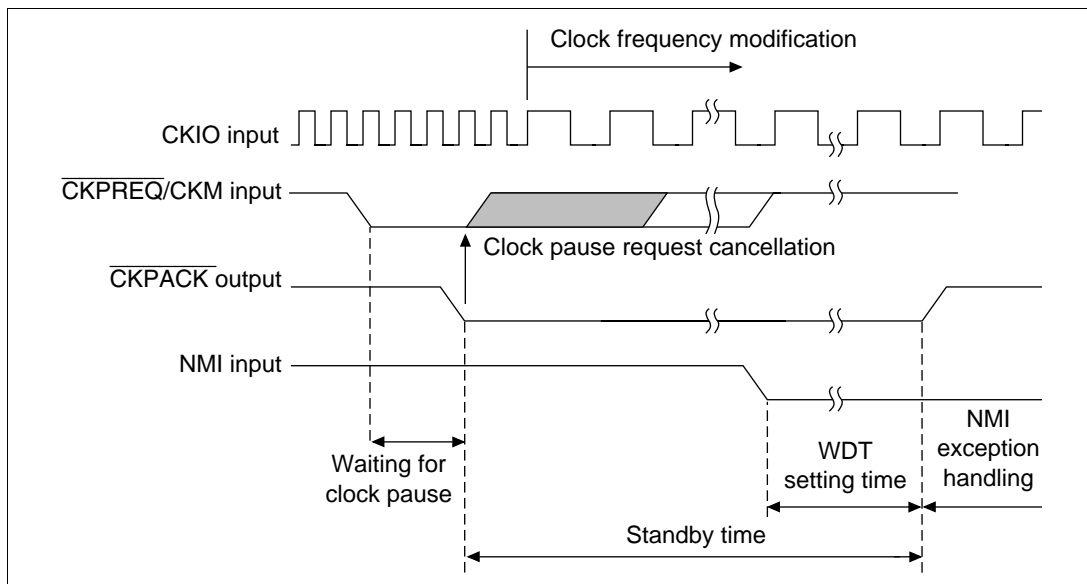 Clock frequency modification
CKIO input
CKPREQ/CKM input
Clock pause request cancellation
CKPACK output
NMI input
Waiting for
clock pause
WDT
setting time
NMI
exception
handling
Standby time